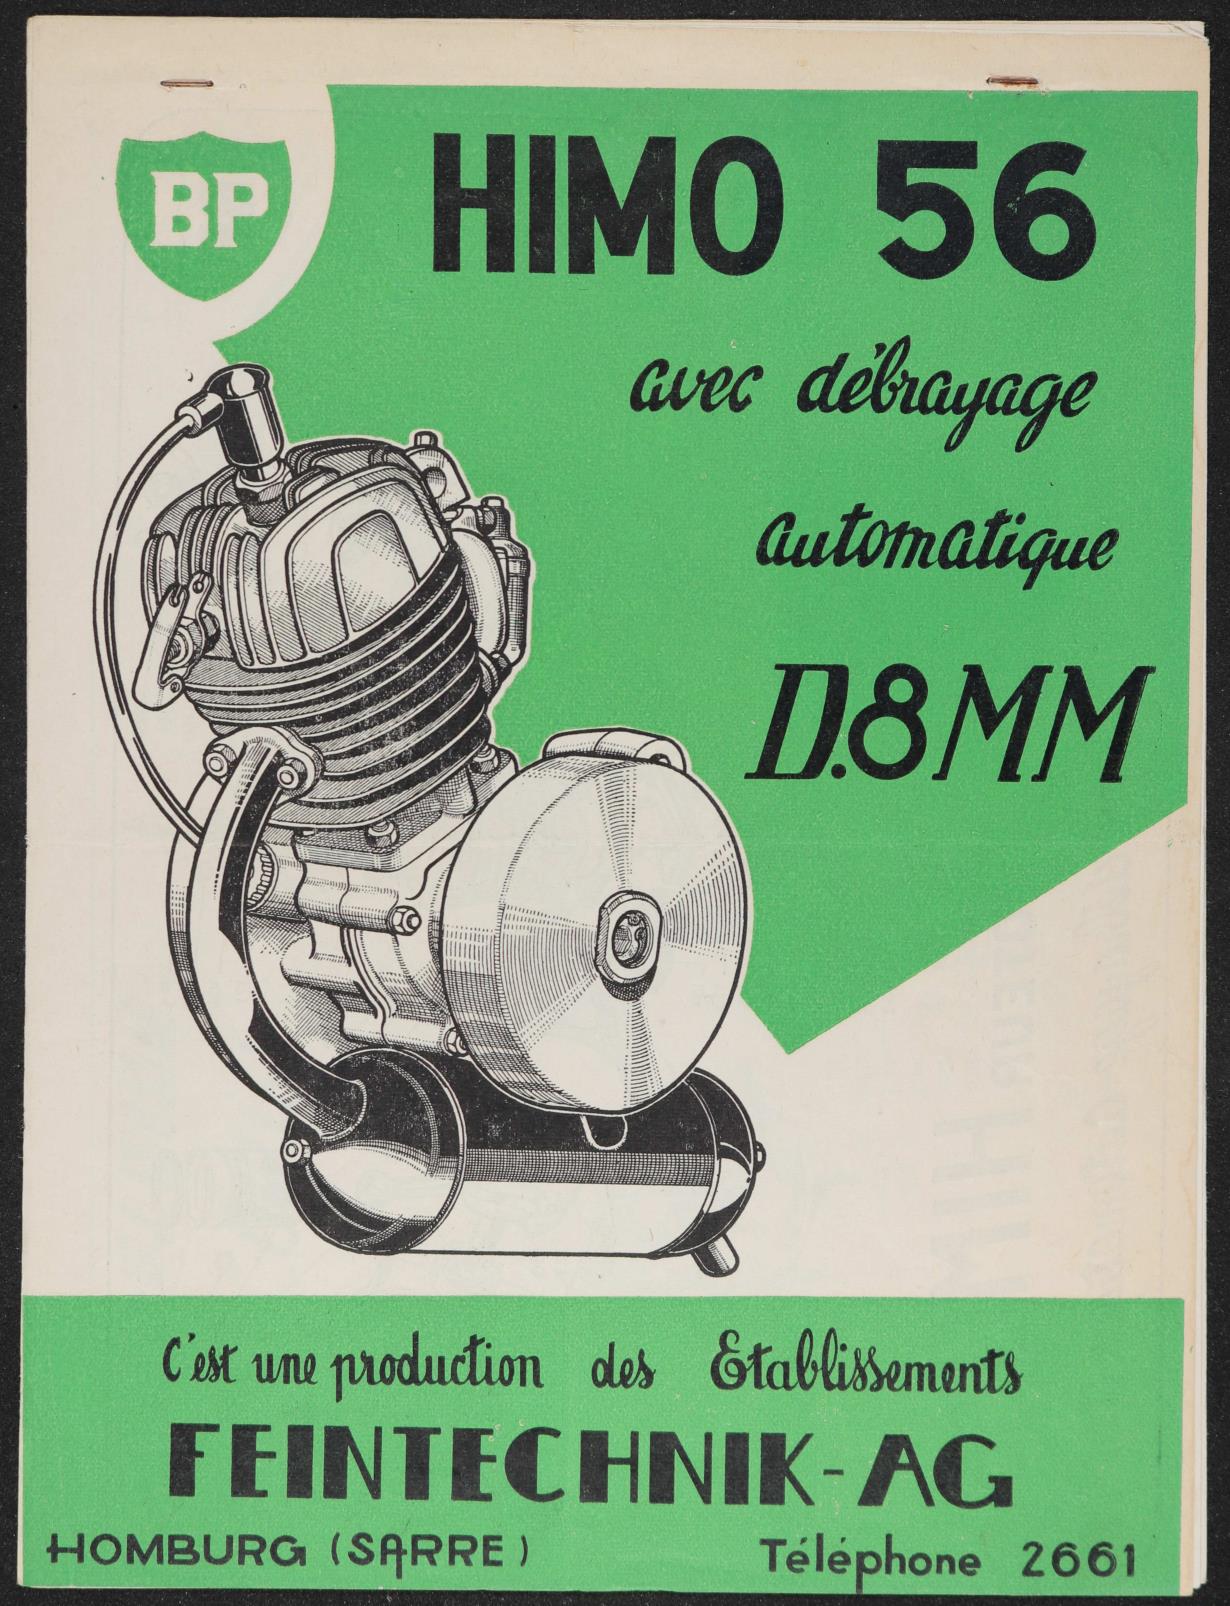 BP
HIMO 56
avec débrayage
automatique
D.8MM
C'est une production des Etablissements
FEINTECHNIK-AG
HOMBURG (SARRE)
Téléphone 2661